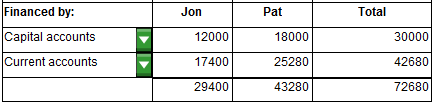 Financed by: Jon Pat Total
Capital accounts 12000 18000 30000
Current accounts 17400 25280 42680
29400 43280 72680